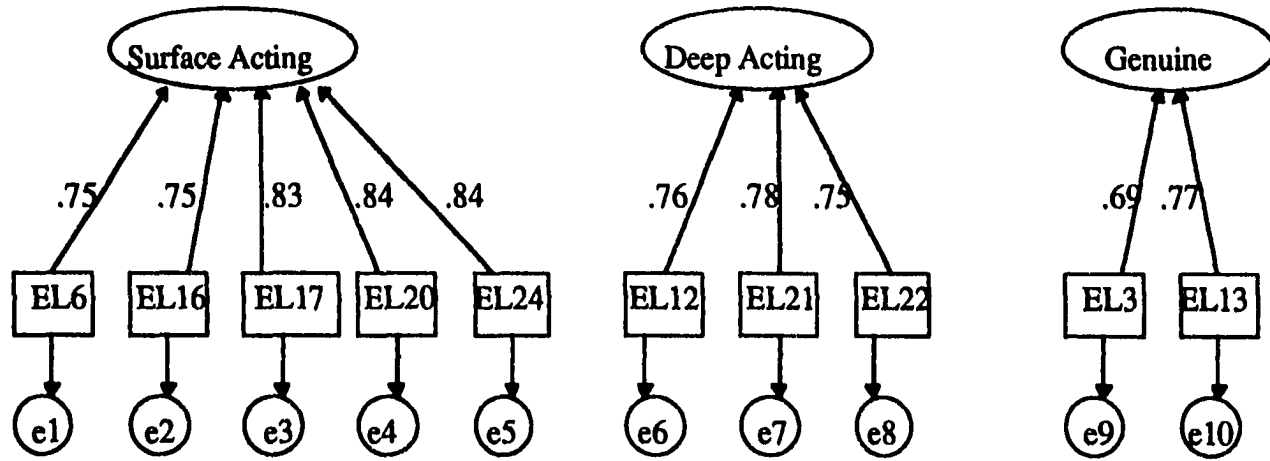 Surface Acting Deep Acting Genuine
.75 .75 .83 .84 .84 .76 .78 .75 .69 .77
EL6 EL16 EL17 EL20 EL24 EL12 EL21 EL22 EL3 EL13
e1 e2 e3 e4 e5 e6 e7 e8 e9 e10